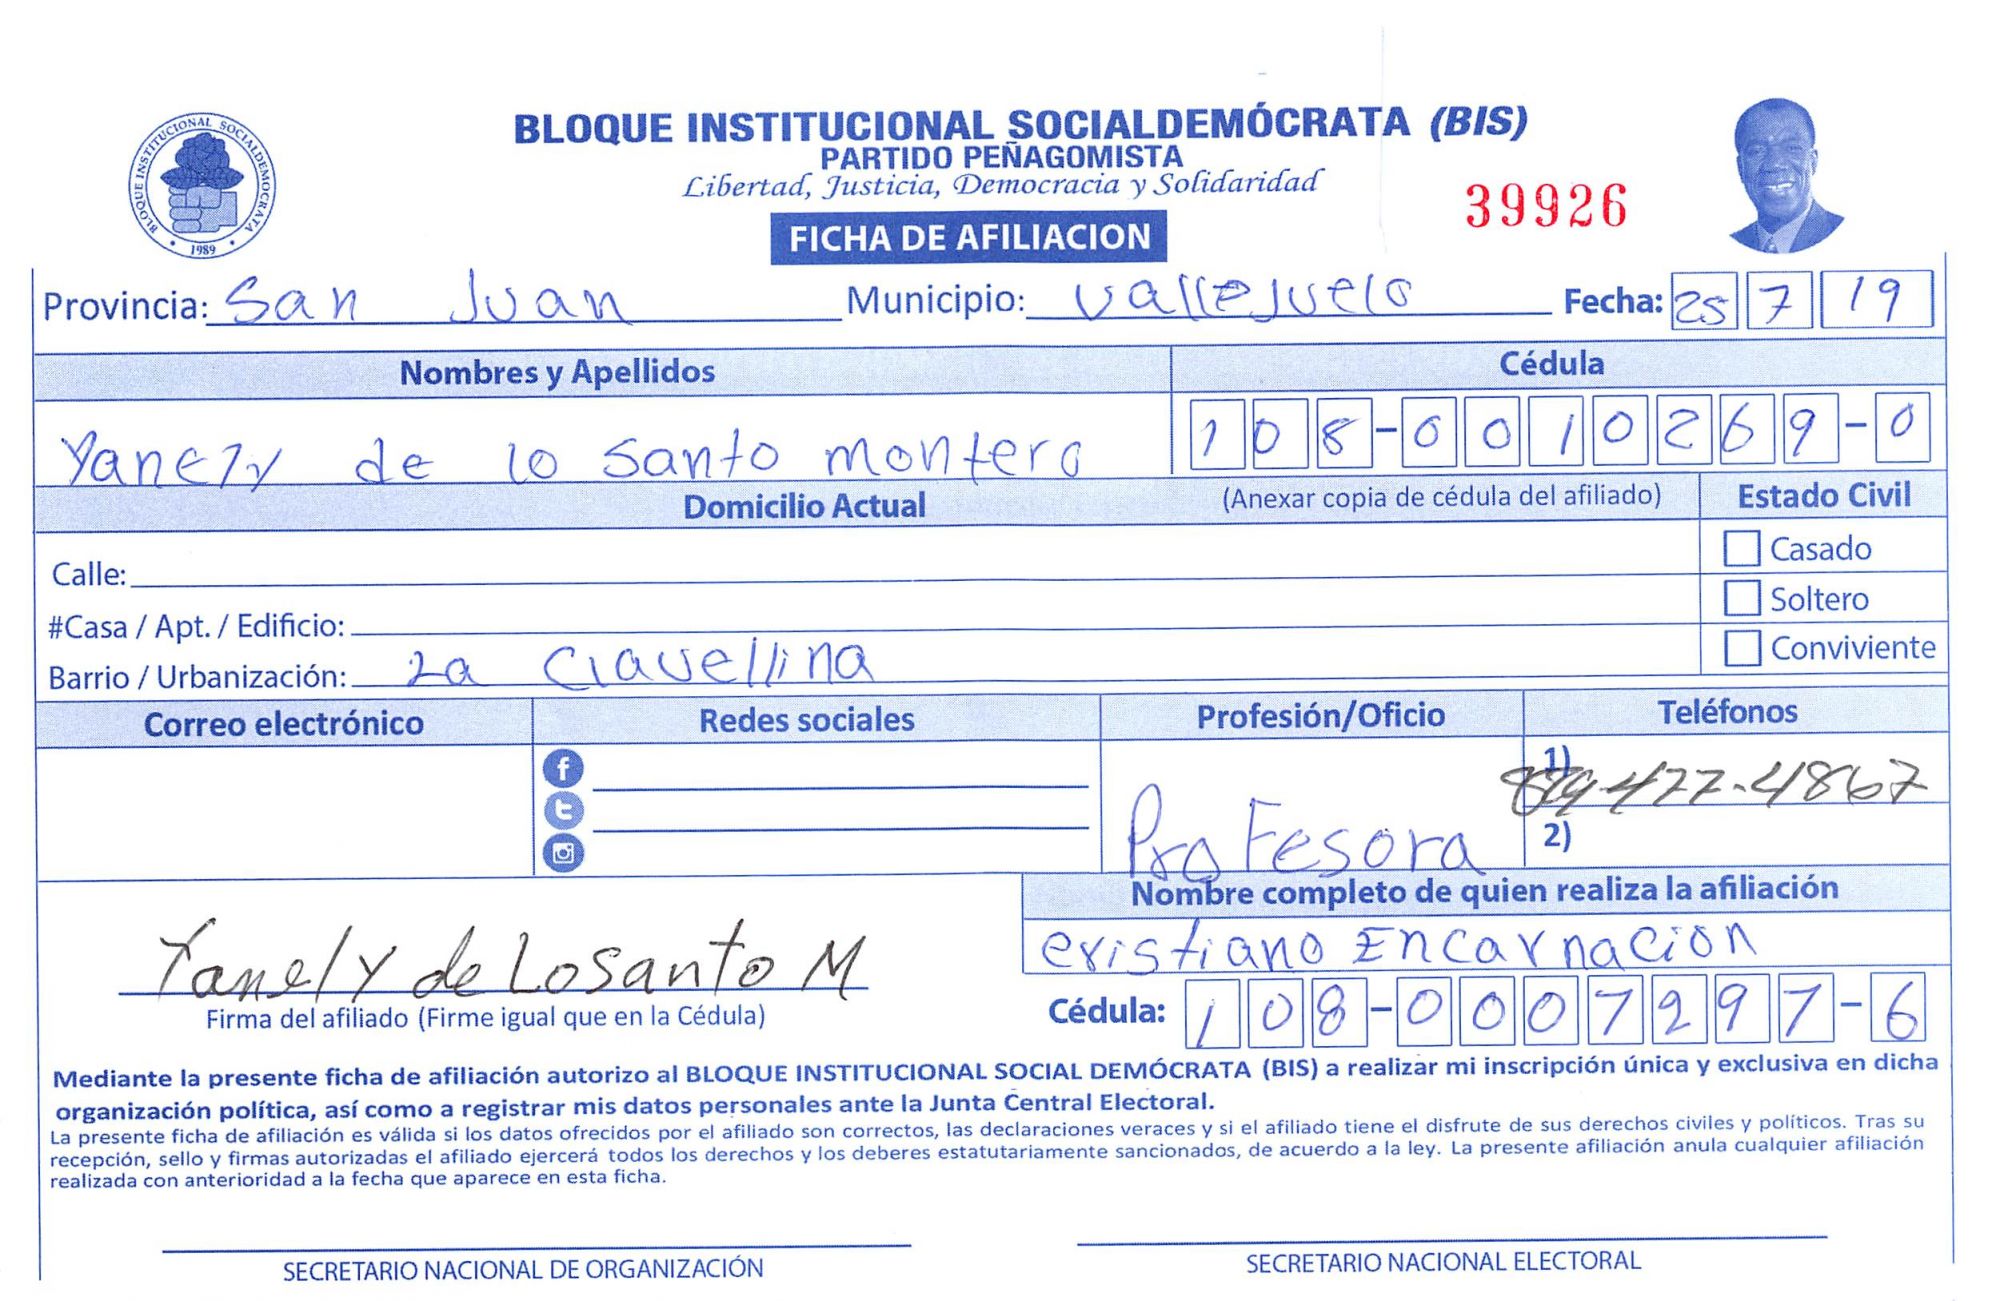 BLOQUE INSTITUCIONAL SOCIALDEMÓCRATA (BIS)
PARTIDO PEÑAGOMISTA
Libertad, Justicia, Democracia y Solidaridad
BLOQUE INSTITUCIONAL SOCIALDEMOCRATA
1989
39926
FICHA DE AFILIACION
Provincia: San Juan Municipio: Vallejuelo Fecha: 25 7 19
Nombres y Apellidos Cédula
Yanely de lo santo montero 108-0010269-0
Domicilio Actual (Anexar copia de cédula del afiliado) Estado Civil
Calle: Casado
#Casa / Apt. / Edificio: Soltero
Barrio / Urbanización: La Clavellina Conviviente
Correo electrónico Redes sociales Profesión/Oficio Teléfonos
1) 829-477-4867
Profesora 2)
Nombre completo de quien realiza la afiliación
cristiano Encarnacion
Yanely de Losanto M
Firma del afiliado (Firme igual que en la Cédula) Cédula: 108-0007297-6
Mediante la presente ficha de afiliación autorizo al BLOQUE INSTITUCIONAL SOCIAL DEMÓCRATA (BIS) a realizar mi inscripción única y exclusiva en dicha
organización política, así como a registrar mis datos personales ante la Junta Central Electoral.
La presente ficha de afiliación es válida si los datos ofrecidos por el afiliado son correctos, las declaraciones veraces y si el afiliado tiene el disfrute de sus derechos civiles y políticos. Tras su
recepción, sello y firmas autorizadas el afiliado ejercerá todos los derechos y los deberes estatutariamente sancionados, de acuerdo a la ley. La presente afiliación anula cualquier afiliación
realizada con anterioridad a la fecha que aparece en esta ficha.
SECRETARIO NACIONAL DE ORGANIZACIÓN SECRETARIO NACIONAL ELECTORAL